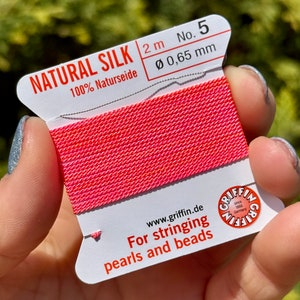 NATURAL SILK
100% Naturseide
2 m No. 5
ø 0,65 mm
www.griffin.de
For stringing
pearls and beads
GRIFFIN
GRIFFIN